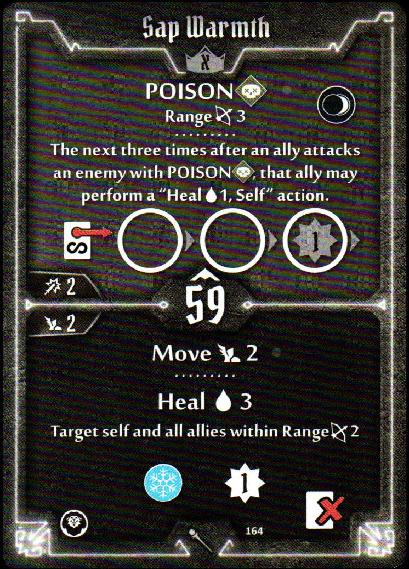 Sap Warmth
POISON
Range 3
The next three times after an ally attacks
an enemy with POISON, that ally may
perform a “Heal 1, Self” action.
1
2
59
2
Move 2
Heal 3
Target self and all allies within Range 2
1
164